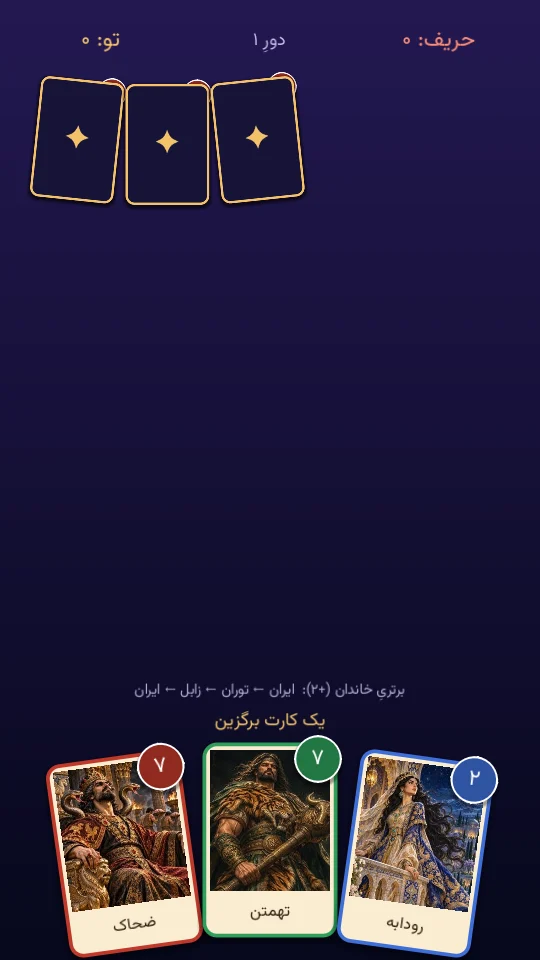 حریف: ۰
دورِ ۱
تو: ۰
برتریِ خاندان (+۲): ایران ← توران ← زابل ← ایران
یک کارت برگزین
۲
رودابه
۷
تهمتن
۷
ضحاک